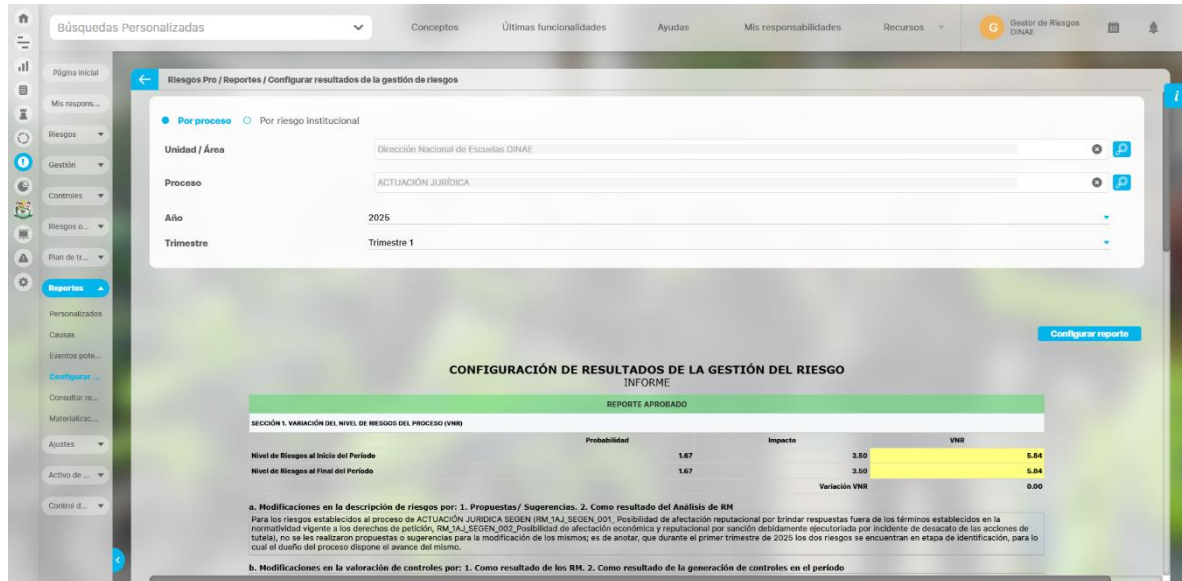 Búsquedas Personalizadas
Conceptos
Últimas funcionalidades
Ayudas
Mis responsabilidades
Recursos
G
Gestor de Riesgos
DINAE
Página Inicial
Mis respons...
Riesgos
Gestión
Controles
Riesgos o...
Plan de tr...
Reportes
Personalizados
Causas
Eventos pote...
Configurar ...
Consultar re...
Materializac...
Ajustes
Activo de ...
Control d...
Riesgos Pro / Reportes / Configurar resultados de la gestión de riesgos
i
Por proceso
Por riesgo institucional
Unidad / Área
Dirección Nacional de Escuelas DINAE
Proceso
ACTUACIÓN JURÍDICA
Año
2025
Trimestre
Trimestre 1
Configurar reporte
CONFIGURACIÓN DE RESULTADOS DE LA GESTIÓN DEL RIESGO
INFORME
REPORTE APROBADO
SECCIÓN 1. VARIACIÓN DEL NIVEL DE RIESGOS DEL PROCESO (VNR)
Probabilidad Impacto VNR
Nivel de Riesgos al Inicio del Período 1.67 3.50 5.84
Nivel de Riesgos al Final del Período 1.67 3.50 5.84
Variación VNR 0.00
a. Modificaciones en la descripción de riesgos por: 1. Propuestas/ Sugerencias. 2. Como resultado del Análisis de RM
Para los riesgos establecidos al proceso de ACTUACIÓN JURIDICA SEGEN (RM_1AJ_SEGEN_001_ Posibilidad de afectación reputacional por brindar respuestas fuera de los términos establecidos en la
normatividad vigente a los derechos de petición, RM_1AJ_SEGEN_002_Posibilidad de afectación económica y reputacional por sanción debidamente ejecutoriada por incidente de desacato de las acciones de
tutela), no se les realizaron propuestas o sugerencias para la modificación de los mismos; es de anotar, que durante el primer trimestre de 2025 los dos riesgos se encuentran en etapa de identificación, para lo
cual el dueño del proceso dispone el avance del mismo.
b. Modificaciones en la valoración de controles por: 1. Como resultado de los RM. 2. Como resultado de la generación de controles en el período